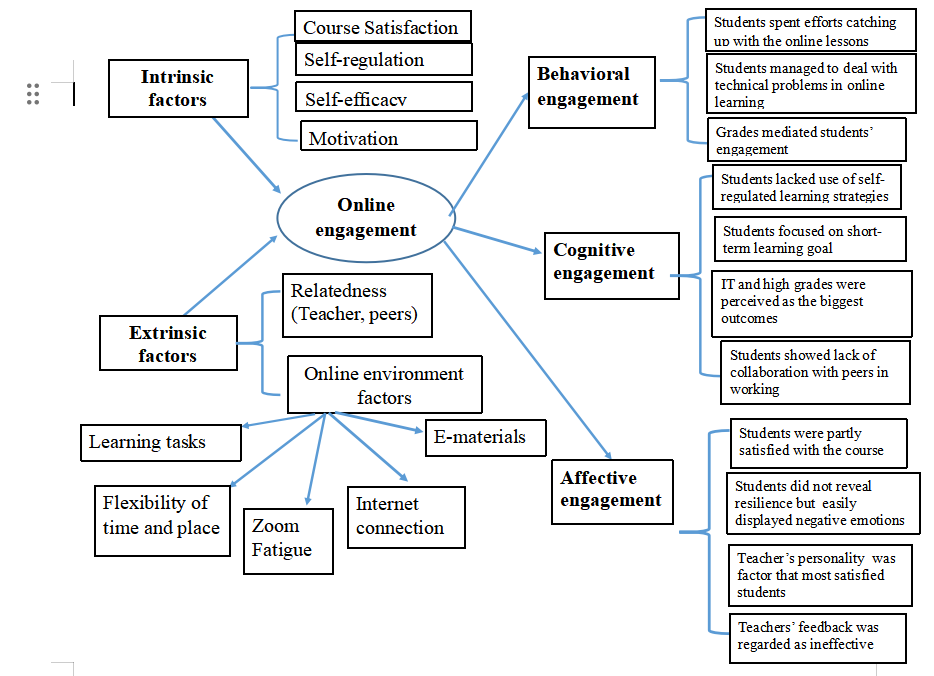 Intrinsic
factors
Course Satisfaction
Self-regulation
Self-efficacy
Motivation
Online
engagement
Extrinsic
factors
Relatedness
(Teacher, peers)
Online environment
factors
Learning tasks
Flexibility of
time and place
Zoom
Fatigue
Internet
connection
E-materials
Behavioral
engagement
Students spent efforts catching
up with the online lessons
Students managed to deal with
technical problems in online
learning
Grades mediated students’
engagement
Cognitive
engagement
Students lacked use of self-
regulated learning strategies
Students focused on short-
term learning goal
IT and high grades were
perceived as the biggest
outcomes
Students showed lack of
collaboration with peers in
working
Affective
engagement
Students were partly
satisfied with the course
Students did not reveal
resilience but easily
displayed negative emotions
Teacher’s personality was
factor that most satisfied
students
Teachers’ feedback was
regarded as ineffective